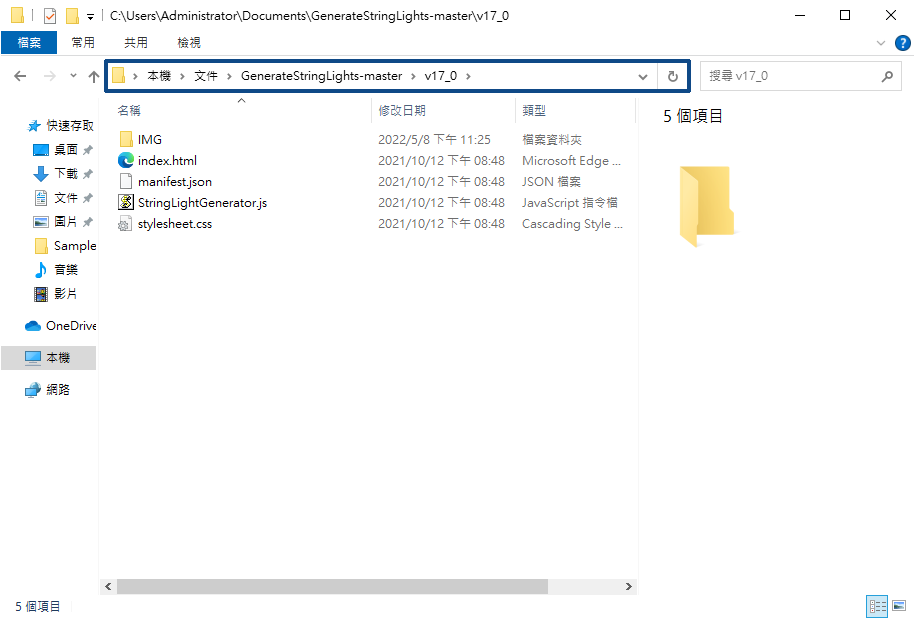 C:\Users\Administrator\Documents\GenerateStringLights-master\v17_0
檔案 常用 共用 檢視
本機 文件 GenerateStringLights-master v17_0 搜尋 v17_0
名稱 修改日期 類型
5 個項目
快速存取
桌面
下載
文件
圖片
Sample
音樂
影片
OneDrive
本機
網路
IMG 2022/5/8 下午 11:25 檔案資料夾
index.html 2021/10/12 下午 08:48 Microsoft Edge ...
manifest.json 2021/10/12 下午 08:48 JSON 檔案
StringLightGenerator.js 2021/10/12 下午 08:48 JavaScript 指令檔
stylesheet.css 2021/10/12 下午 08:48 Cascading Style ...
5 個項目